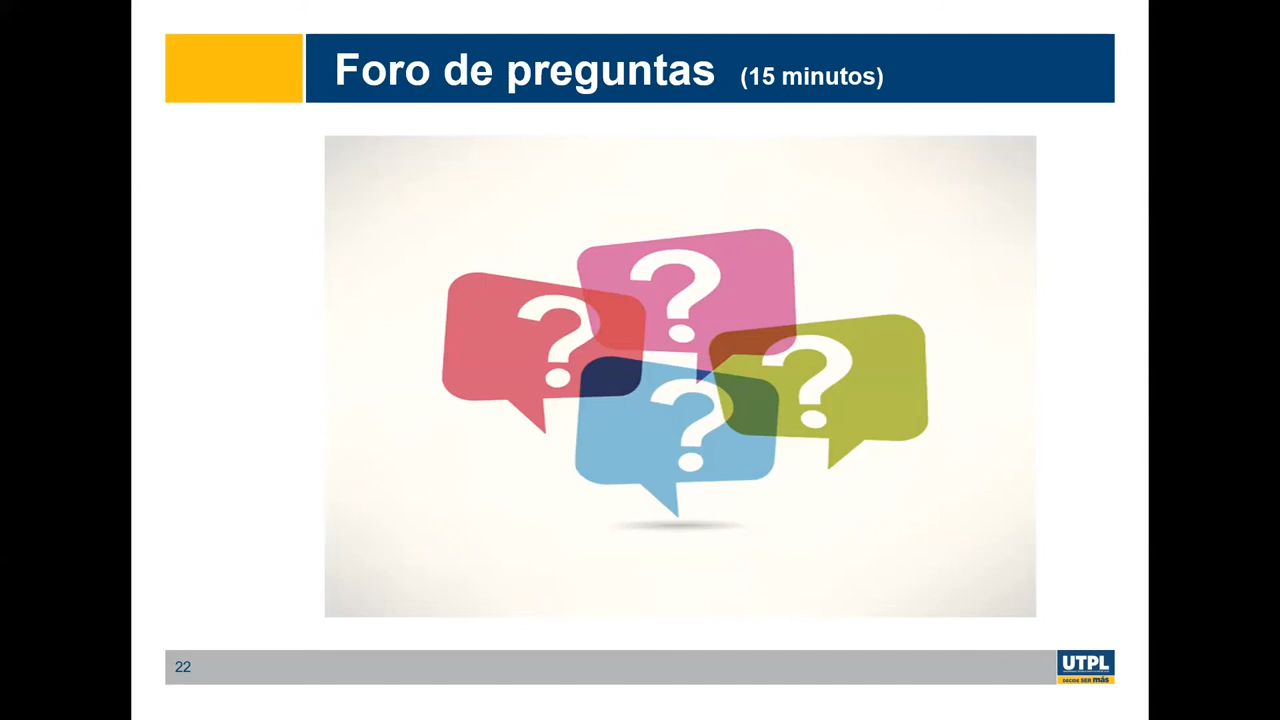 Foro de preguntas (15 minutos)
? ? ? ?
22
UTPL
DECIDE SER más